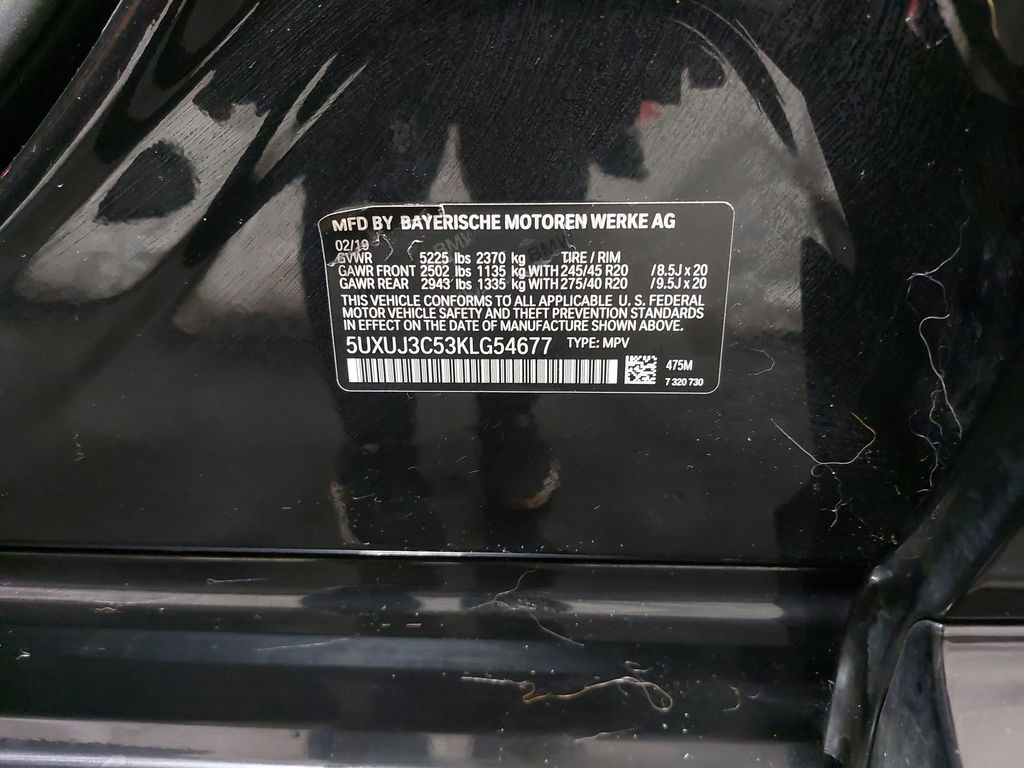 MFD BY BAYERISCHE MOTOREN WERKE AG
02/19
GVWR 5225 lbs 2370 kg TIRE / RIM
GAWR FRONT 2502 lbs 1135 kg WITH 245/45 R20 /8.5J x 20
GAWR REAR 2943 lbs 1335 kg WITH 275/40 R20 /9.5J x 20
THIS VEHICLE CONFORMS TO ALL APPLICABLE U. S. FEDERAL
MOTOR VEHICLE SAFETY AND THEFT PREVENTION STANDARDS
IN EFFECT ON THE DATE OF MANUFACTURE SHOWN ABOVE.
5UXUJ3C53KLG54677 TYPE: MPV
475M
7 320 730